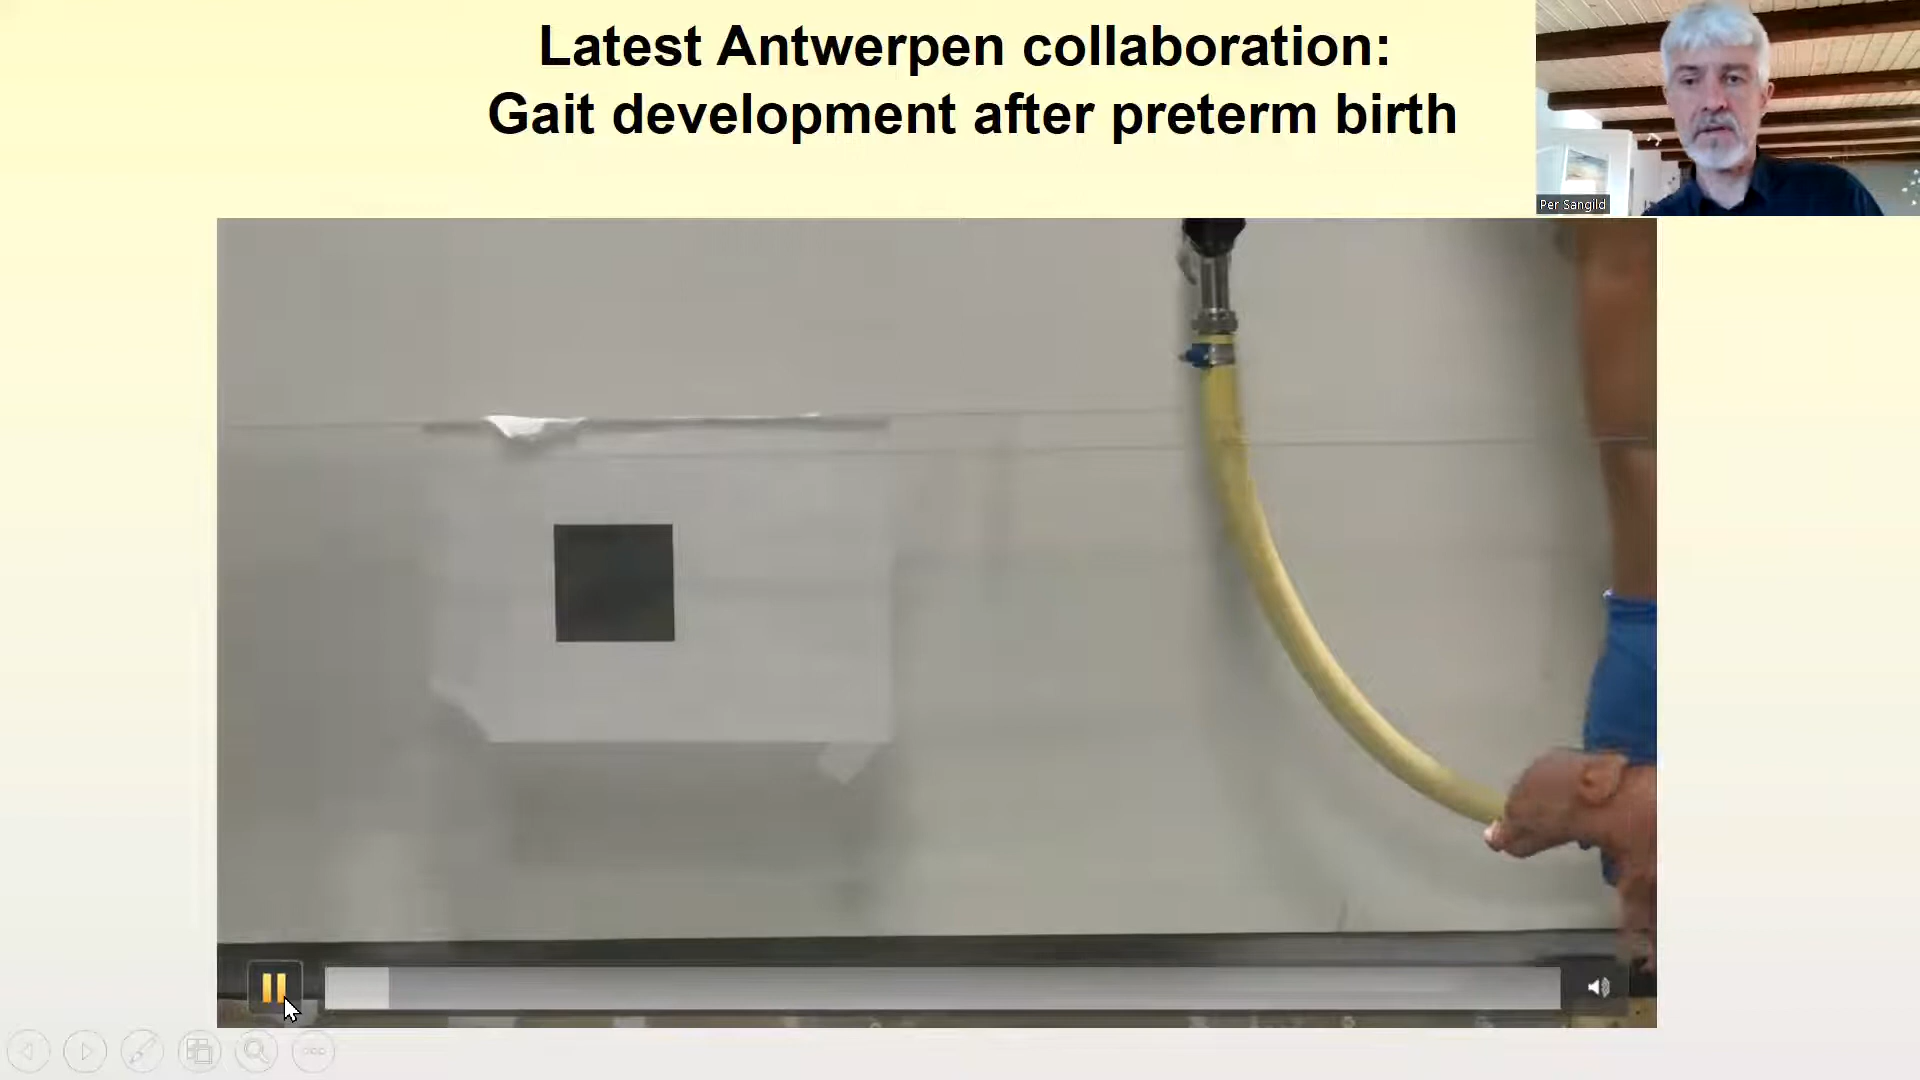 Latest Antwerpen collaboration:
Gait development after preterm birth
Per Sangild